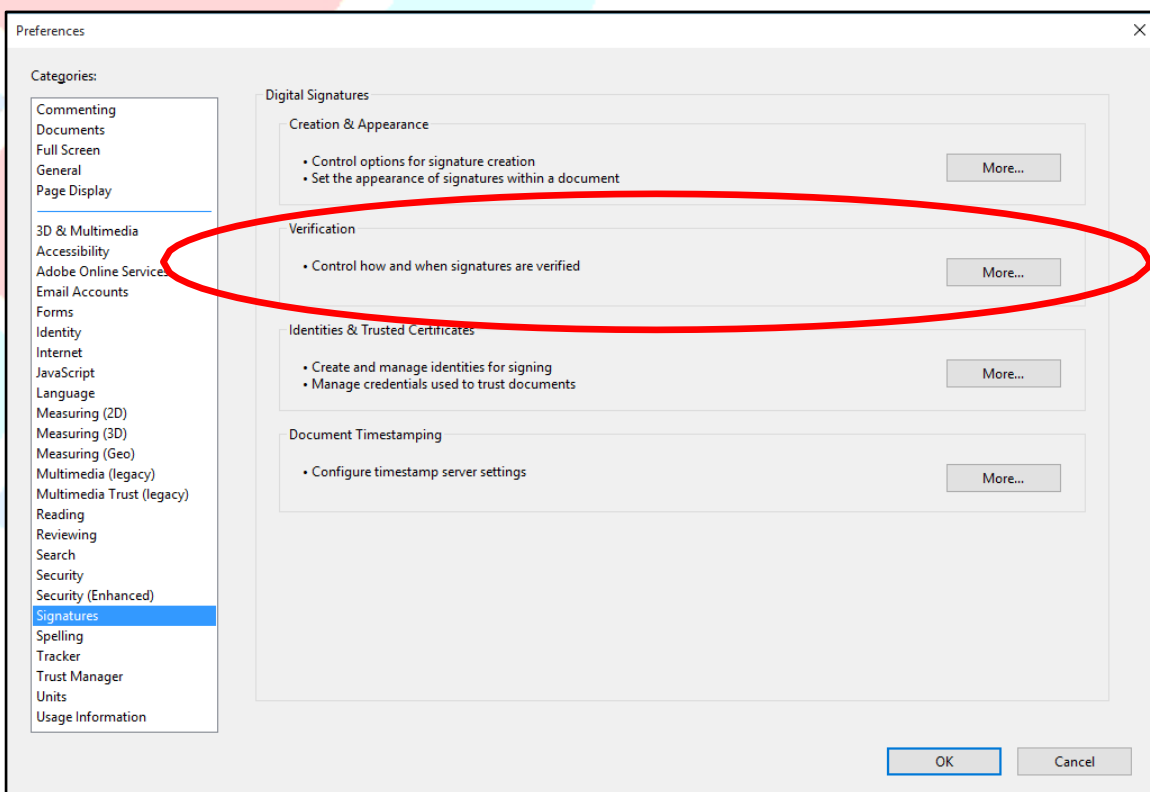 Preferences
Categories:
Commenting
Documents
Full Screen
General
Page Display
3D & Multimedia
Accessibility
Adobe Online Services
Email Accounts
Forms
Identity
Internet
JavaScript
Language
Measuring (2D)
Measuring (3D)
Measuring (Geo)
Multimedia (legacy)
Multimedia Trust (legacy)
Reading
Reviewing
Search
Security
Security (Enhanced)
Signatures
Spelling
Tracker
Trust Manager
Units
Usage Information
Digital Signatures
Creation & Appearance
• Control options for signature creation
• Set the appearance of signatures within a document
More...
Verification
• Control how and when signatures are verified
More...
Identities & Trusted Certificates
• Create and manage identities for signing
• Manage credentials used to trust documents
More...
Document Timestamping
• Configure timestamp server settings
More...
OK
Cancel